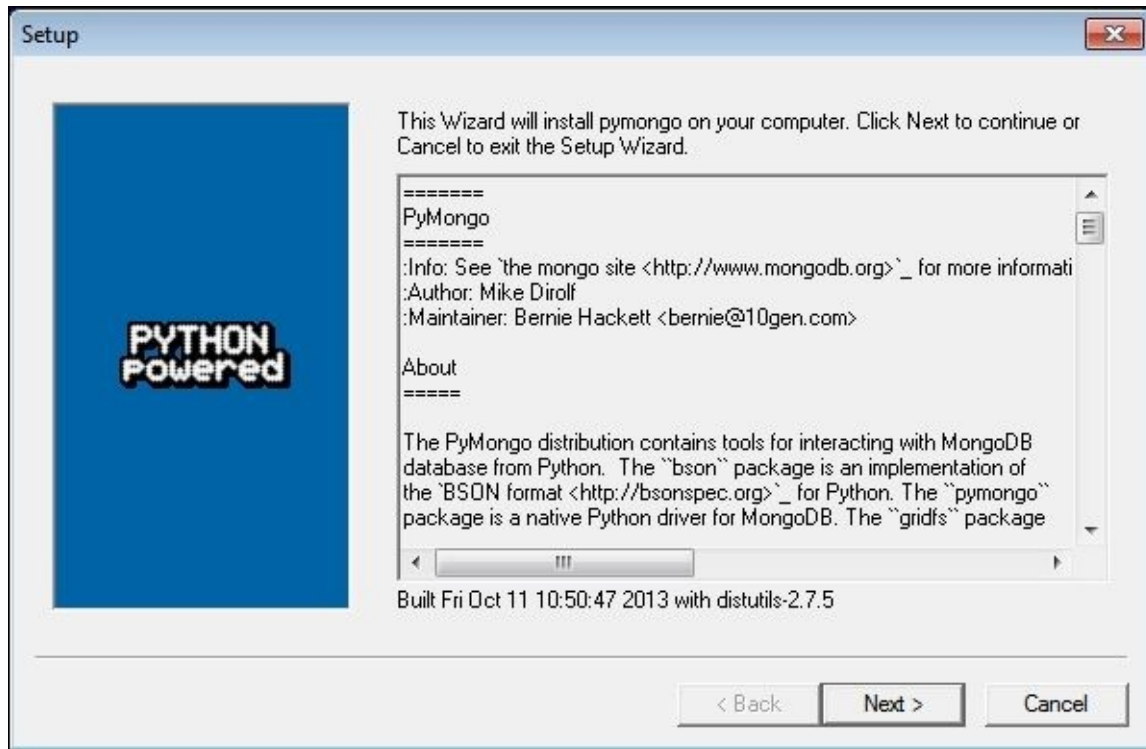 Setup
This Wizard will install pymongo on your computer. Click Next to continue or
Cancel to exit the Setup Wizard.
=======
PyMongo
=======
:Info: See `the mongo site <http://www.mongodb.org>`_ for more informati
:Author: Mike Dirolf
:Maintainer: Bernie Hackett <bernie@10gen.com>
About
=====
The PyMongo distribution contains tools for interacting with MongoDB
database from Python.  The ``bson`` package is an implementation of
the `BSON format <http://bsonspec.org>`_ for Python. The ``pymongo``
package is a native Python driver for MongoDB. The ``gridfs`` package
PYTHON
powered
Built Fri Oct 11 10:50:47 2013 with distutils-2.7.5
< Back
Next >
Cancel